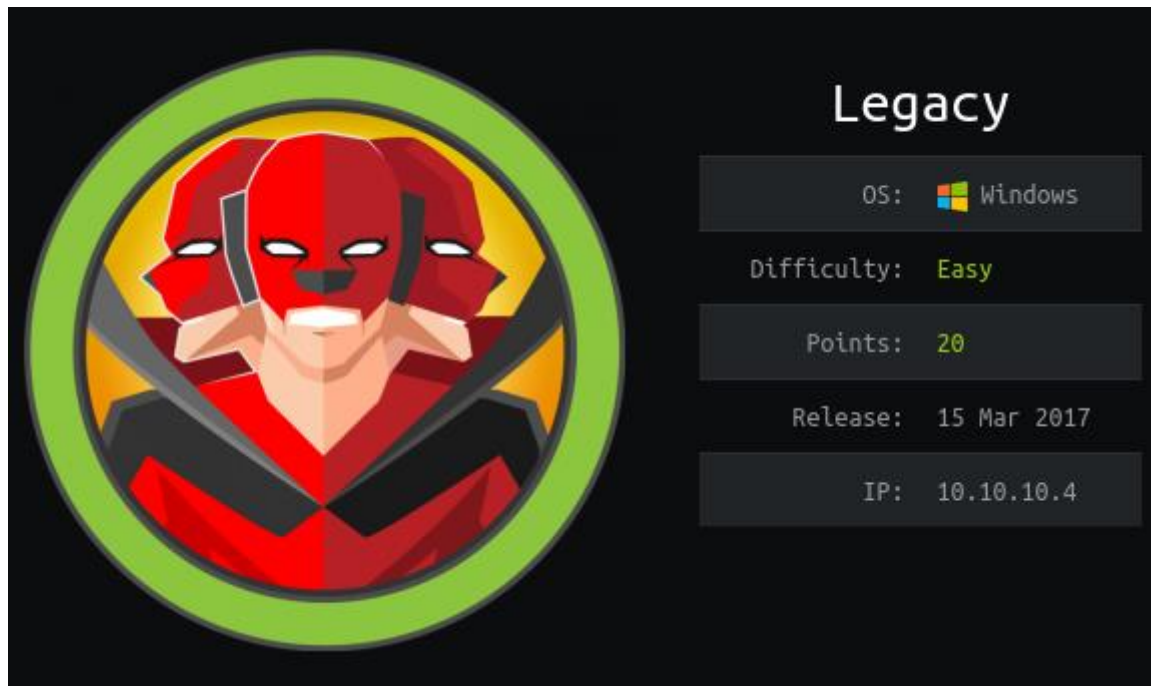 Legacy
OS: Windows
Difficulty: Easy
Points: 20
Release: 15 Mar 2017
IP: 10.10.10.4